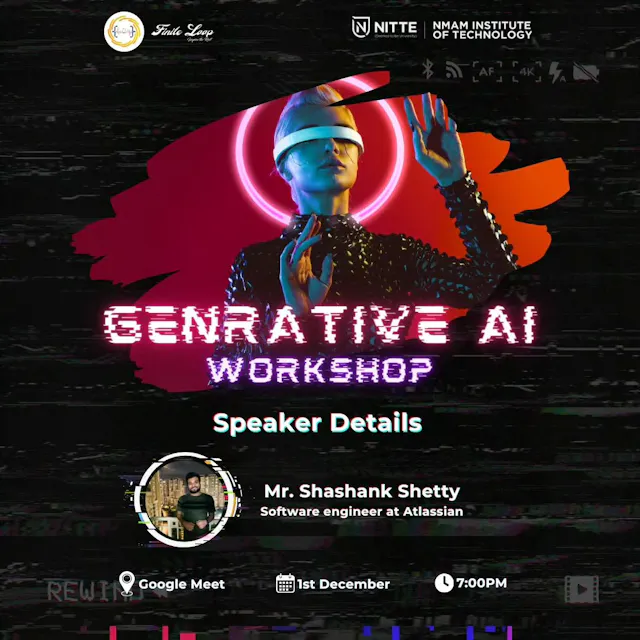 Finite Loop
NITTE
NMAM INSTITUTE
OF TECHNOLOGY
AF
4K
GENRATIVE AI
WORKSHOP
Speaker Details
Mr. Shashank Shetty
Software engineer at Atlassian
REWIND
Google Meet
1st December
7:00PM